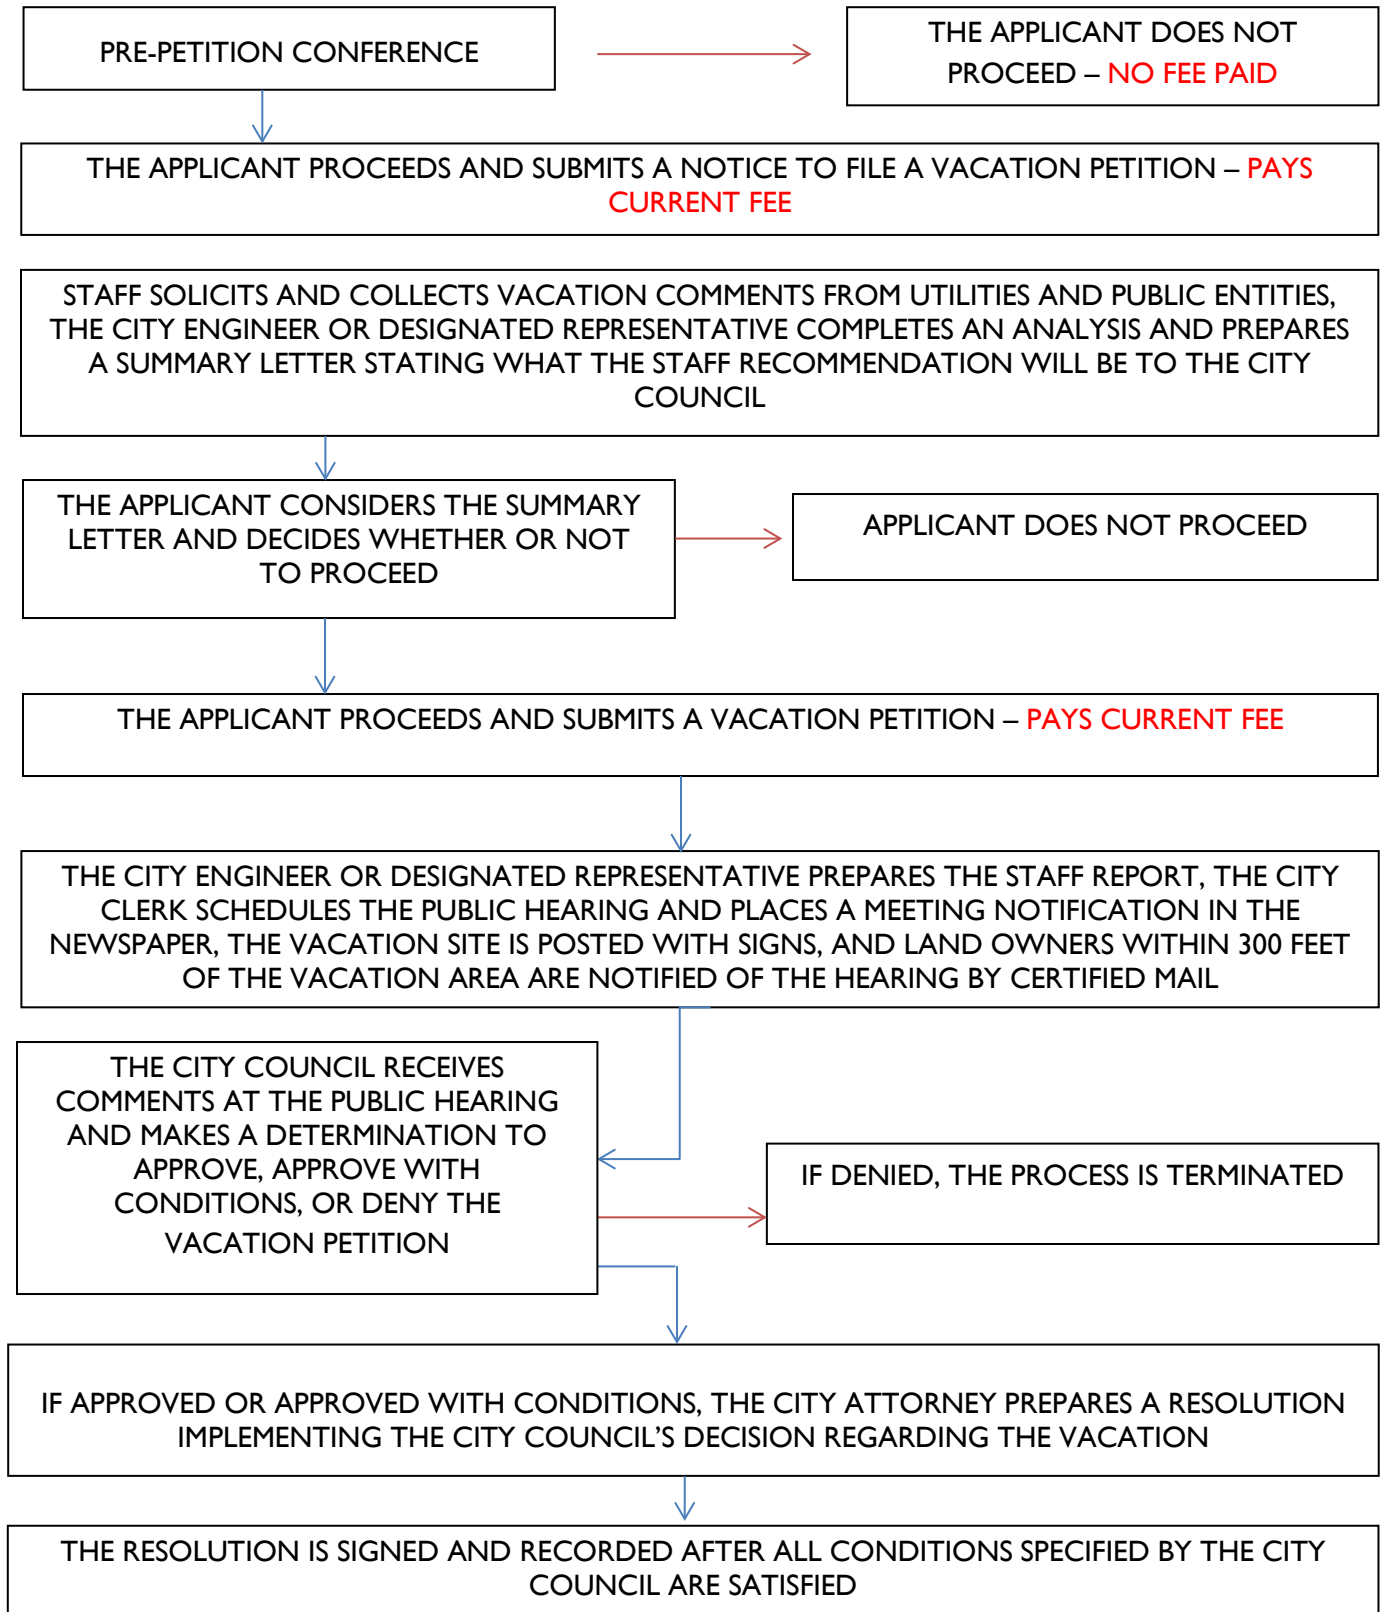 PRE-PETITION CONFERENCE
THE APPLICANT DOES NOT
PROCEED – NO FEE PAID
THE APPLICANT PROCEEDS AND SUBMITS A NOTICE TO FILE A VACATION PETITION – PAYS
CURRENT FEE
STAFF SOLICITS AND COLLECTS VACATION COMMENTS FROM UTILITIES AND PUBLIC ENTITIES,
THE CITY ENGINEER OR DESIGNATED REPRESENTATIVE COMPLETES AN ANALYSIS AND PREPARES
A SUMMARY LETTER STATING WHAT THE STAFF RECOMMENDATION WILL BE TO THE CITY
COUNCIL
THE APPLICANT CONSIDERS THE SUMMARY
LETTER AND DECIDES WHETHER OR NOT
TO PROCEED
APPLICANT DOES NOT PROCEED
THE APPLICANT PROCEEDS AND SUBMITS A VACATION PETITION – PAYS CURRENT FEE
THE CITY ENGINEER OR DESIGNATED REPRESENTATIVE PREPARES THE STAFF REPORT, THE CITY
CLERK SCHEDULES THE PUBLIC HEARING AND PLACES A MEETING NOTIFICATION IN THE
NEWSPAPER, THE VACATION SITE IS POSTED WITH SIGNS, AND LAND OWNERS WITHIN 300 FEET
OF THE VACATION AREA ARE NOTIFIED OF THE HEARING BY CERTIFIED MAIL
THE CITY COUNCIL RECEIVES
COMMENTS AT THE PUBLIC HEARING
AND MAKES A DETERMINATION TO
APPROVE, APPROVE WITH
CONDITIONS, OR DENY THE
VACATION PETITION
IF DENIED, THE PROCESS IS TERMINATED
IF APPROVED OR APPROVED WITH CONDITIONS, THE CITY ATTORNEY PREPARES A RESOLUTION
IMPLEMENTING THE CITY COUNCIL’S DECISION REGARDING THE VACATION
THE RESOLUTION IS SIGNED AND RECORDED AFTER ALL CONDITIONS SPECIFIED BY THE CITY
COUNCIL ARE SATISFIED